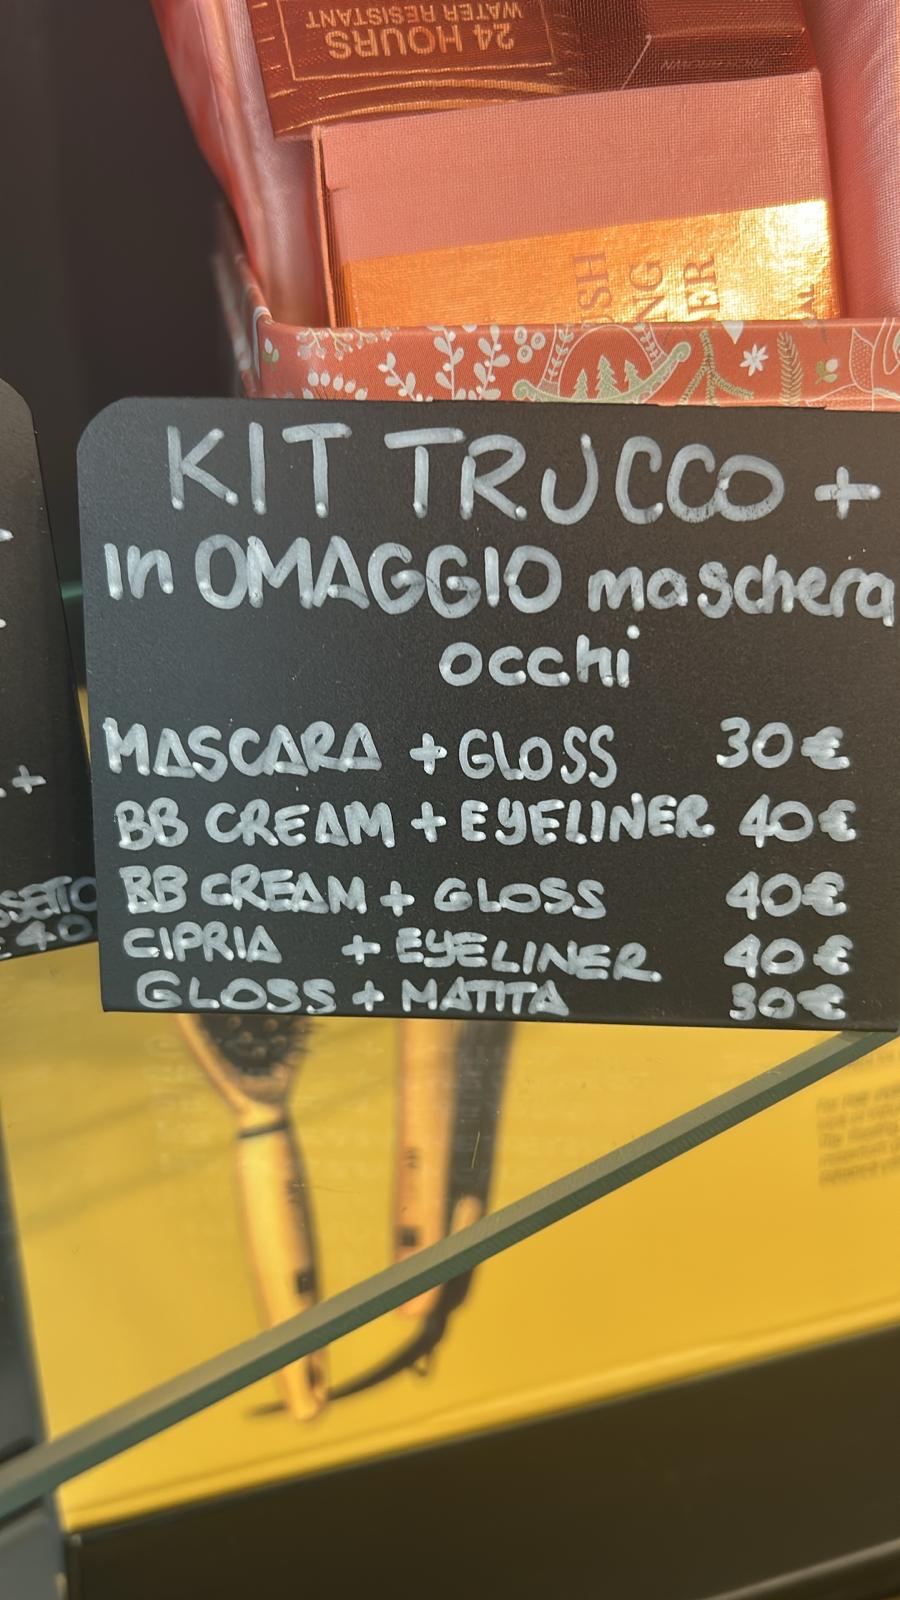 24 HOURS
WATER RESISTANT
KIT TRUCCO +
in OMAGGIO maschera
occhi
MASCARA + GLOSS 30€
BB CREAM + EYELINER 40€
BB CREAM + GLOSS 40€
CIPRIA + EYELINER 40€
GLOSS + MATITA 30€
+
40